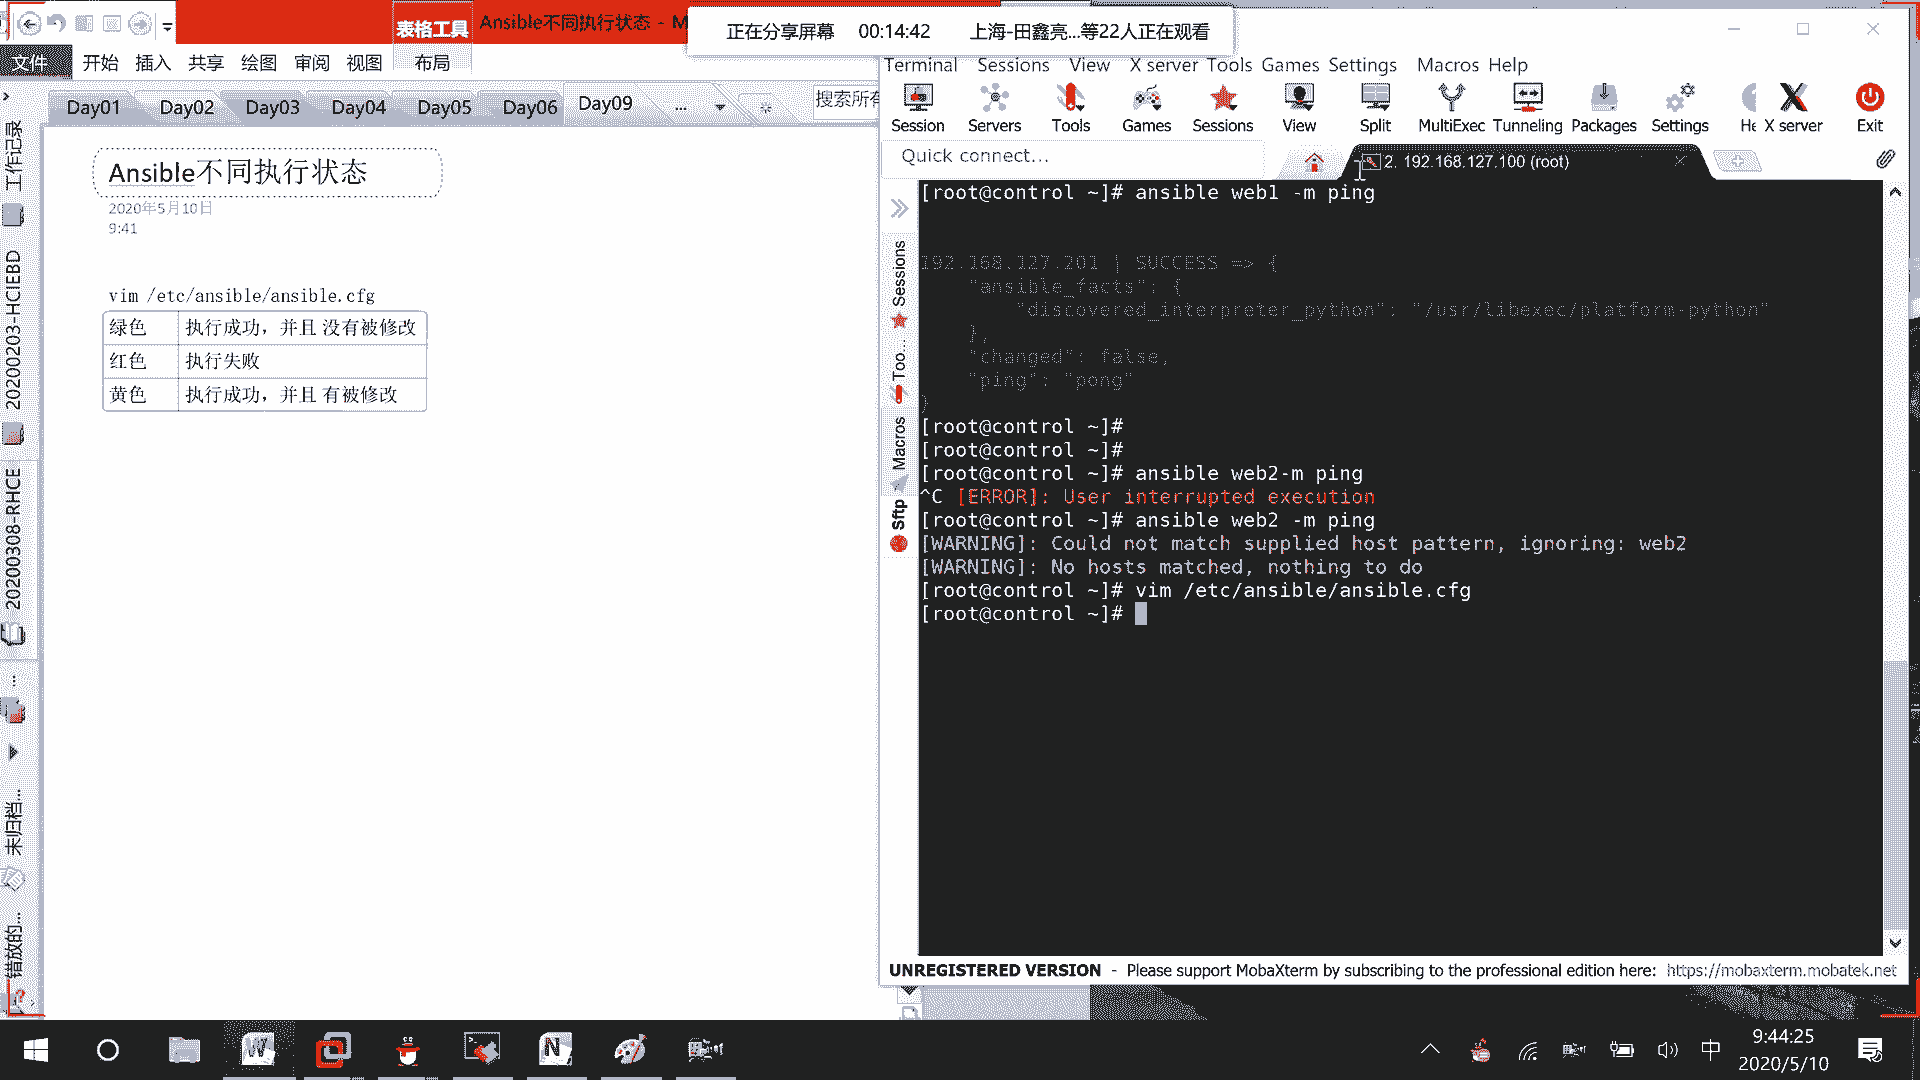 表格工具
Ansible不同执行状态 - M
正在分享屏幕 00:14:42 上海-田鑫亮...等22人正在观看
文件 开始 插入 共享 绘图 审阅 视图 布局
Day01 Day02 Day03 Day04 Day05 Day06 Day09 ...
搜索所有
工作记录
20200203-HCIEBD
20200308-RHCE
...
未归档...
错放的...
Ansible不同执行状态
2020年5月10日
9:41
vim /etc/ansible/ansible.cfg
绿色 执行成功，并且 没有被修改
红色 执行失败
黄色 执行成功，并且 有被修改
Terminal Sessions View X server Tools Games Settings Macros Help
Session Servers Tools Games Sessions View Split MultiExec Tunneling Packages Settings He X server Exit
Quick connect...
2. 192.168.127.100 (root)
Sessions
Too...
Macros
Sftp
[root@control ~]# ansible web1 -m ping
192.168.127.201 | SUCCESS => {
"ansible_facts": {
"discovered_interpreter_python": "/usr/libexec/platform-python"
},
"changed": false,
"ping": "pong"
}
[root@control ~]#
[root@control ~]#
[root@control ~]# ansible web2-m ping
^C [ERROR]: User interrupted execution
[root@control ~]# ansible web2 -m ping
[WARNING]: Could not match supplied host pattern, ignoring: web2
[WARNING]: No hosts matched, nothing to do
[root@control ~]# vim /etc/ansible/ansible.cfg
[root@control ~]#
UNREGISTERED VERSION - Please support MobaXterm by subscribing to the professional edition here: https://mobaxterm.mobatek.net
中
9:44:25
2020/5/10